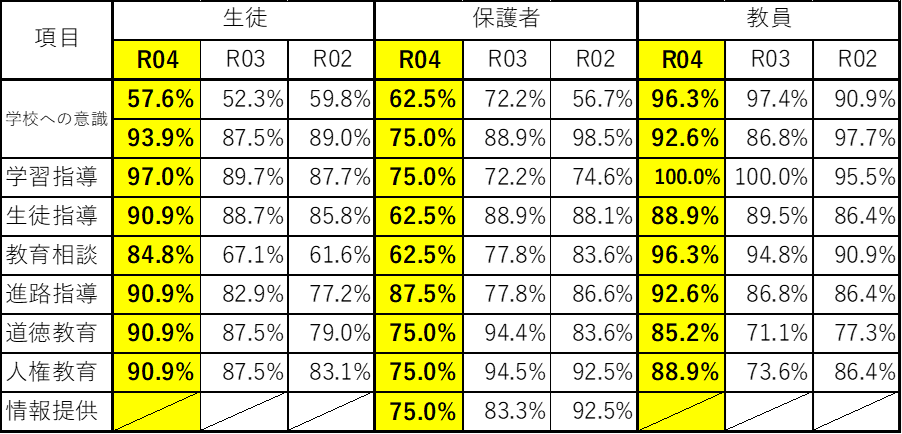 項目 生徒 保護者 教員
R04 R03 R02 R04 R03 R02 R04 R03 R02
学校への意識 57.6% 52.3% 59.8% 62.5% 72.2% 56.7% 96.3% 97.4% 90.9%
93.9% 87.5% 89.0% 75.0% 88.9% 98.5% 92.6% 86.8% 97.7%
学習指導 97.0% 89.7% 87.7% 75.0% 72.2% 74.6% 100.0% 100.0% 95.5%
生徒指導 90.9% 88.7% 85.8% 62.5% 88.9% 88.1% 88.9% 89.5% 86.4%
教育相談 84.8% 67.1% 61.6% 62.5% 77.8% 83.6% 96.3% 94.8% 90.9%
進路指導 90.9% 82.9% 77.2% 87.5% 77.8% 86.6% 92.6% 86.8% 86.4%
道徳教育 90.9% 87.5% 79.0% 75.0% 94.4% 83.6% 85.2% 71.1% 77.3%
人権教育 90.9% 87.5% 83.1% 75.0% 94.5% 92.5% 88.9% 73.6% 86.4%
情報提供 75.0% 83.3% 92.5%